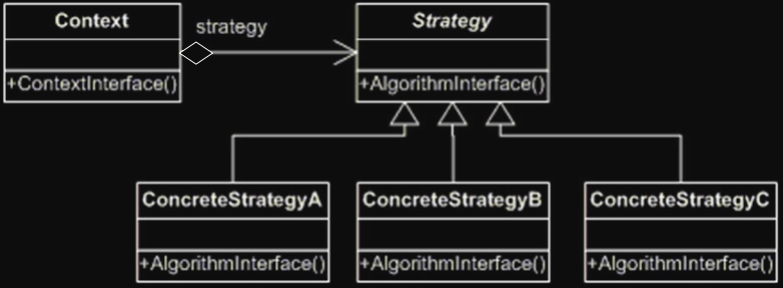 Context
strategy
Strategy
+ContextInterface()
+AlgorithmInterface()
ConcreteStrategyA
ConcreteStrategyB
ConcreteStrategyC
+AlgorithmInterface()
+AlgorithmInterface()
+AlgorithmInterface()